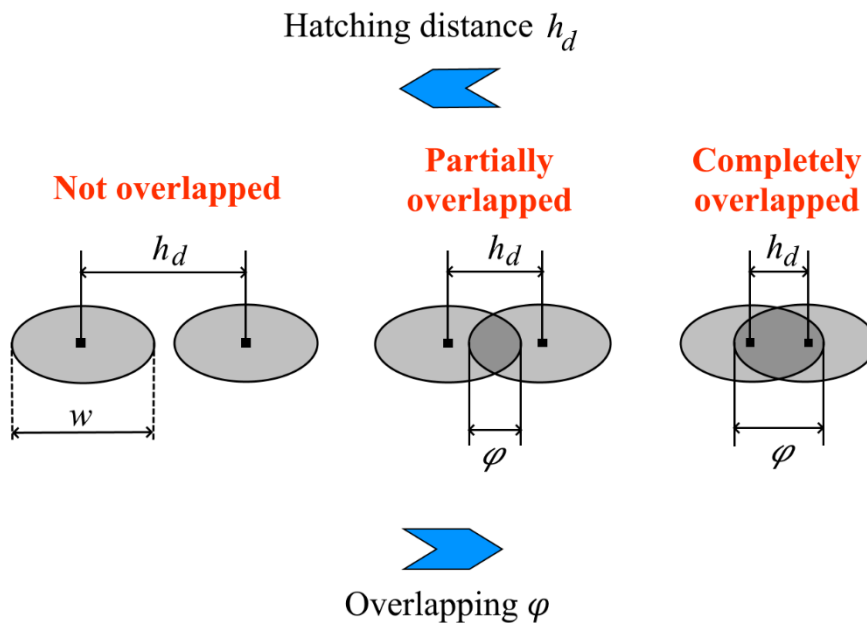 Hatching distance h_d
Not overlapped
Partially
overlapped
Completely
overlapped
h_d
h_d
h_d
w
φ
φ
Overlapping φ